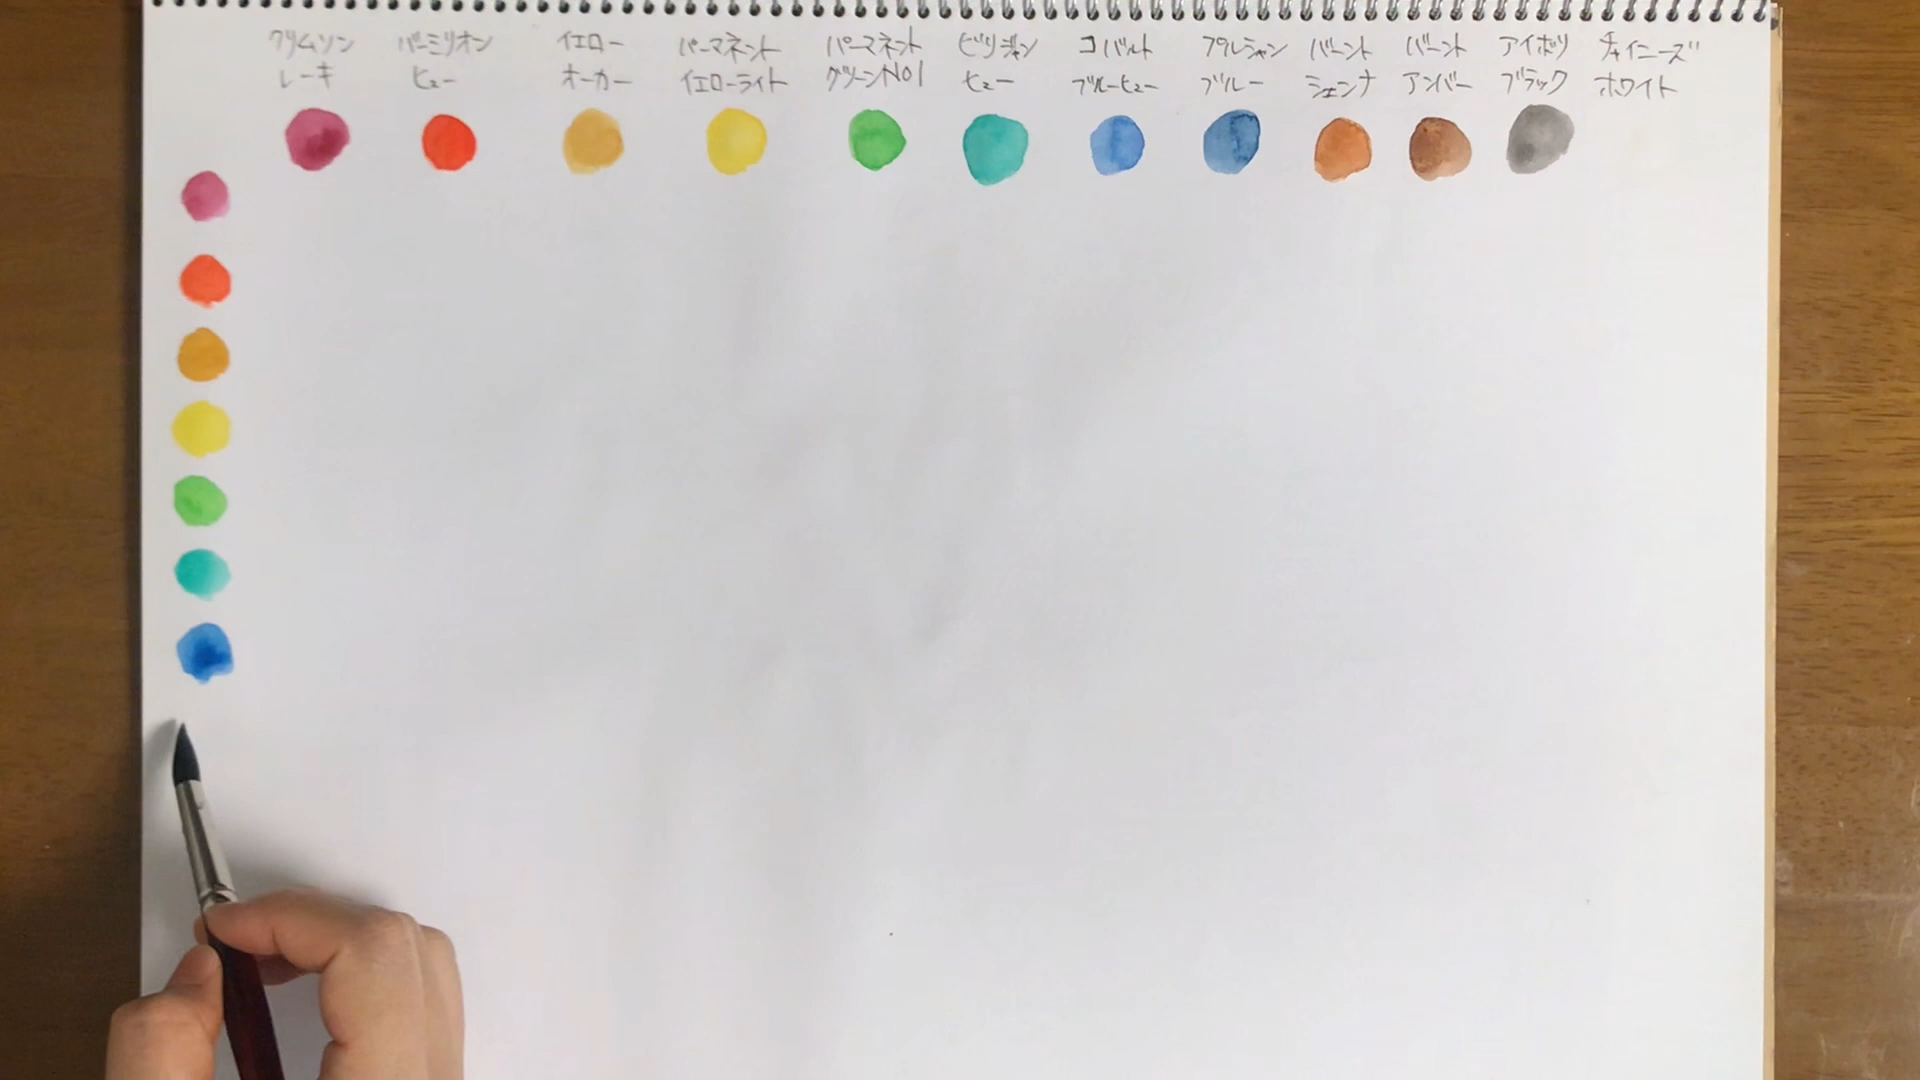 クリムソン
レーキ
バーミリオン
ヒュー
イエロー
オーカー
パーマネント
イエローライト
パーマネント
グリーンNO1
ビリジャン
ヒュー
コバルト
ブルーヒュー
プルシャン
ブルー
バーント
シェンナ
バーント
アンバー
アイボリ
ブラック
チャイニーズ
ホワイト